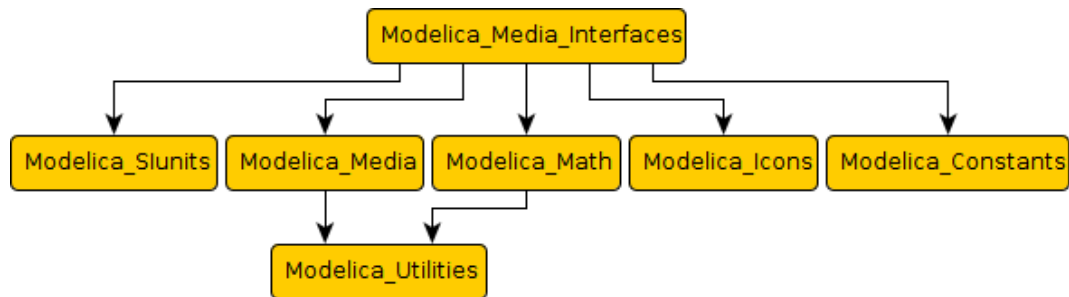 Modelica_Media_Interfaces
Modelica_SIunits
Modelica_Media
Modelica_Math
Modelica_Icons
Modelica_Constants
Modelica_Utilities